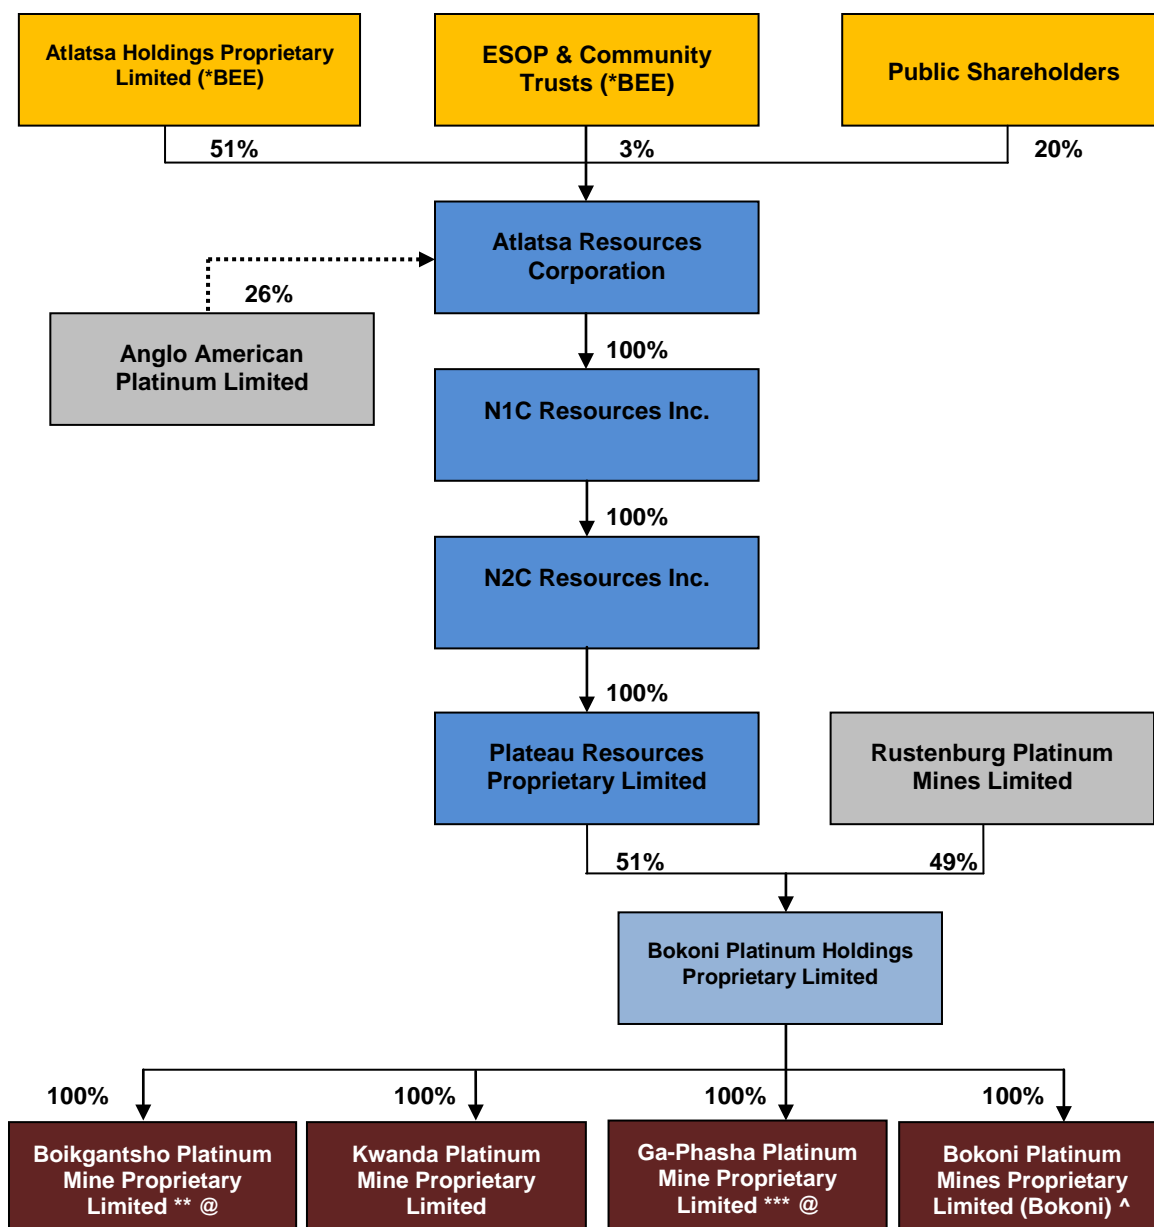 Atlatsa Holdings Proprietary
Limited (*BEE)
ESOP & Community
Trusts (*BEE)
Public Shareholders
51%
3%
20%
Atlatsa Resources
Corporation
26%
Anglo American
Platinum Limited
100%
N1C Resources Inc.
100%
N2C Resources Inc.
100%
Plateau Resources
Proprietary Limited
Rustenburg Platinum
Mines Limited
51%
49%
Bokoni Platinum Holdings
Proprietary Limited
100%
100%
100%
100%
Boikgantsho Platinum
Mine Proprietary
Limited ** @
Kwanda Platinum
Mine Proprietary
Limited
Ga-Phasha Platinum
Mine Proprietary
Limited *** @
Bokoni Platinum
Mines Proprietary
Limited (Bokoni) ^